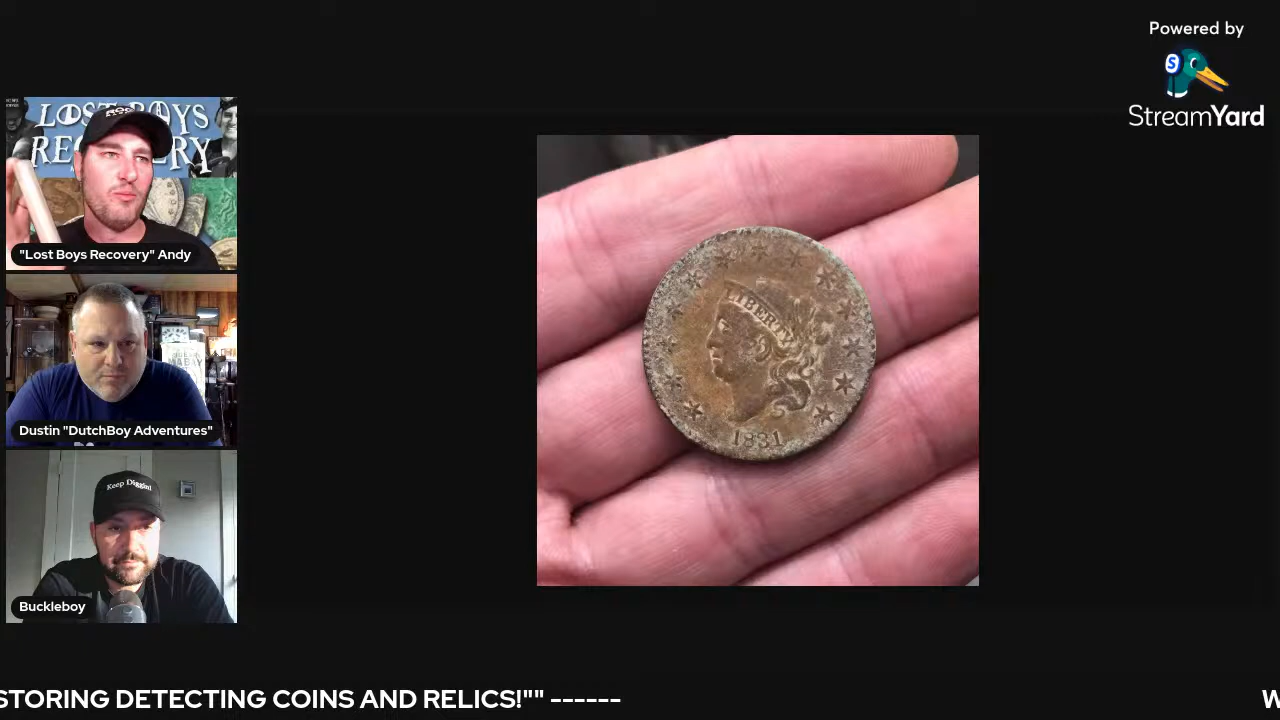 Powered by
S
StreamYard
LOST BOYS
RECOVERY
"Lost Boys Recovery" Andy
Dustin "DutchBoy Adventures"
Keep Diggin!
Buckleboy
LIBERTY
1831
STORING DETECTING COINS AND RELICS!"" ------
W